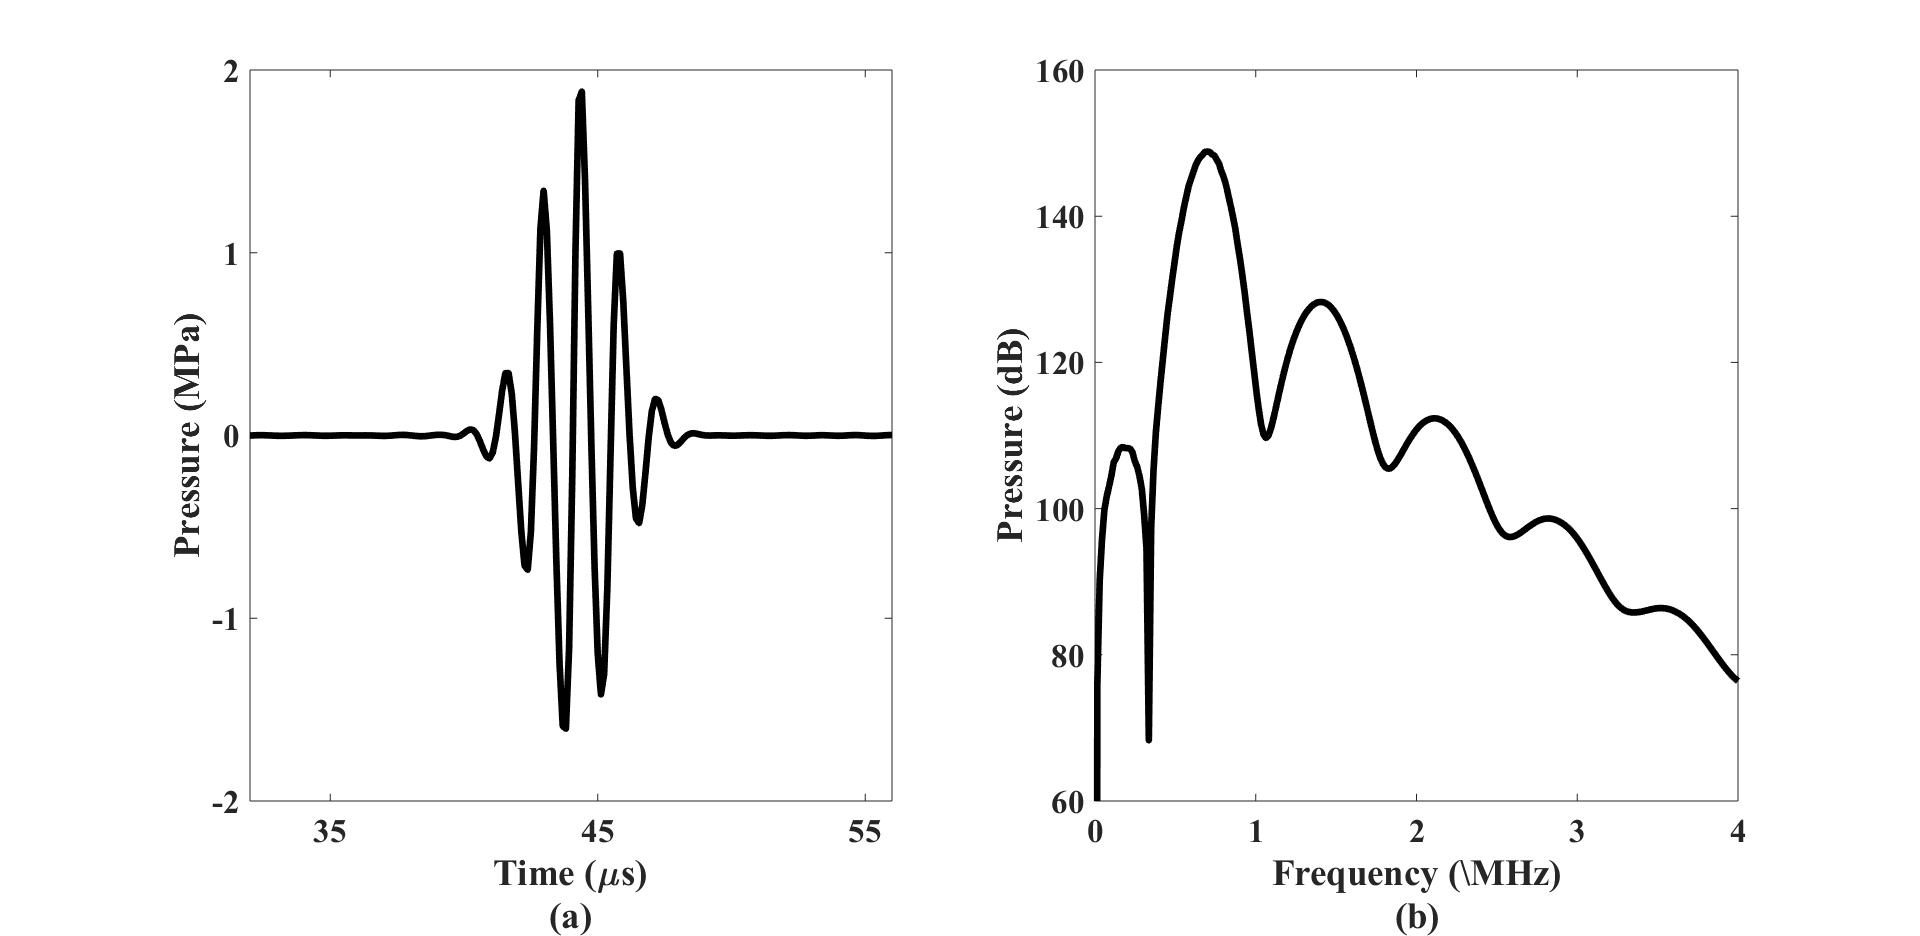 2
1
0
-1
-2
35 45 55
Pressure (MPa)
Time (μs)
(a)
160
140
120
100
80
60
0 1 2 3 4
Pressure (dB)
Frequency (\MHz)
(b)